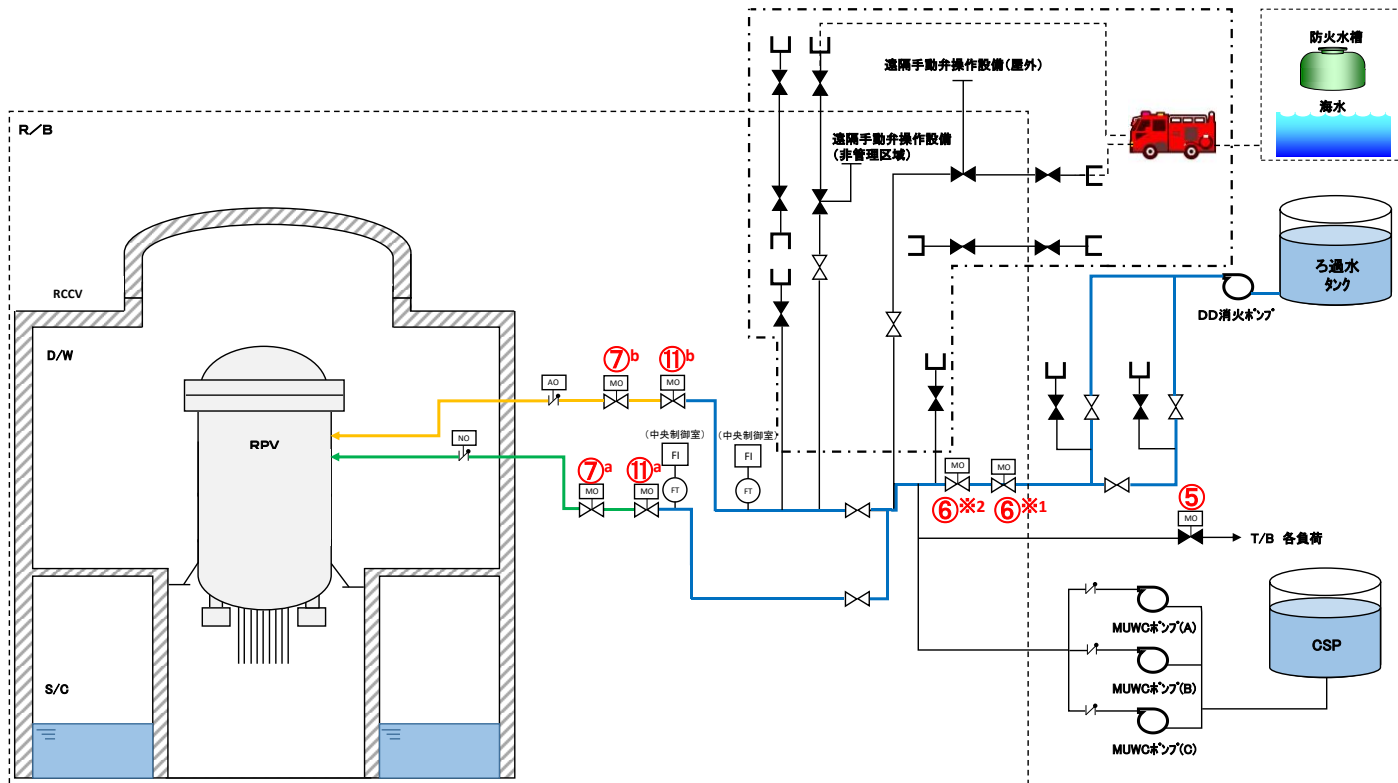 防火水槽
海水
遠隔手動弁操作設備(屋外)
R/B
遠隔手動弁操作設備
(非管理区域)
ろ過水
タンク
DD消火ポンプ
RCCV
D/W
AO
⑦b
MO
⑪b
MO
RPV
NO
(中央制御室)
FI
FT
(中央制御室)
FI
FT
⑦a
MO
⑪a
MO
MO
⑥※2
MO
⑥※1
⑤
MO
T/B 各負荷
MUWCポンプ(A)
MUWCポンプ(B)
MUWCポンプ(C)
CSP
S/C